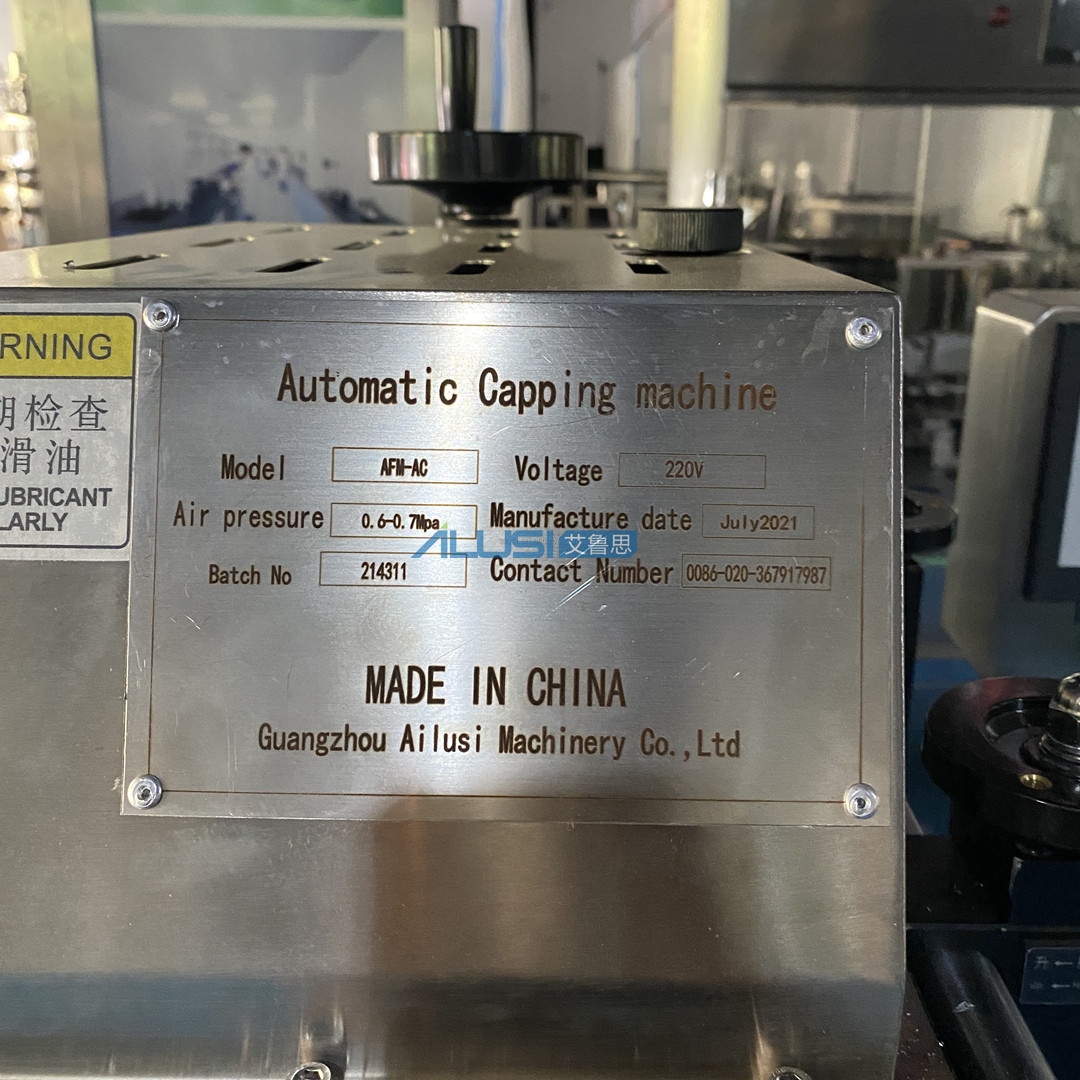 RNING
期检查
滑油
UBRICANT
LARLY
Automatic Capping machine
Model AFM-AC Voltage 220V
Air pressure 0.6-0.7Mpa Manufacture date July2021
ALUSI 艾鲁思
Batch No 214311 Contact Number 0086-020-367917987
MADE IN CHINA
Guangzhou Ailusi Machinery Co.,Ltd
升